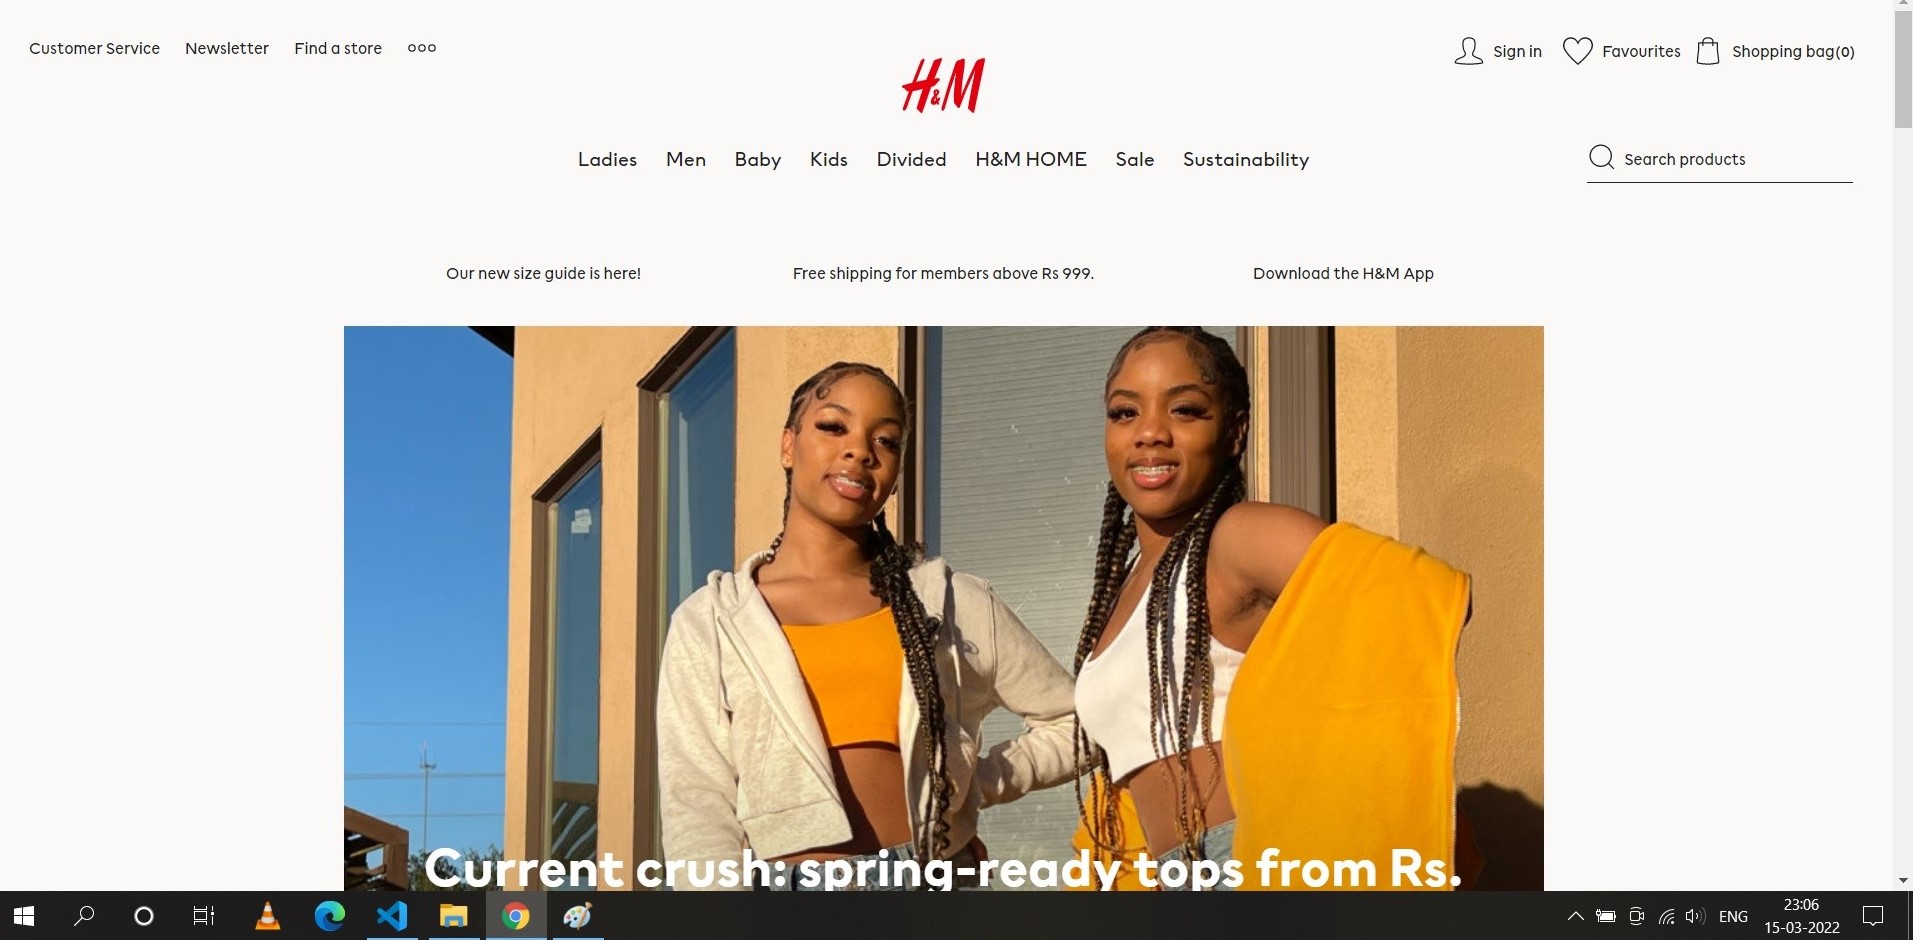 Customer Service Newsletter Find a store
Sign in Favourites Shopping bag(0)
H&M
Ladies Men Baby Kids Divided H&M HOME Sale Sustainability
Search products
Our new size guide is here! Free shipping for members above Rs 999. Download the H&M App
Current crush: spring-ready tops from Rs.
ENG
23:06
15-03-2022